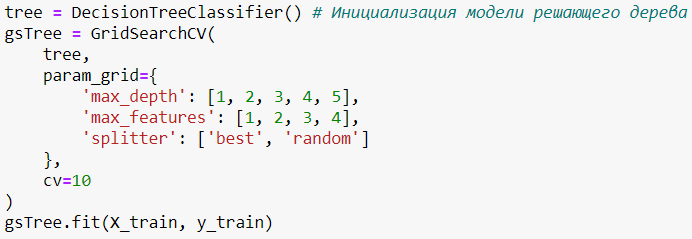 tree = DecisionTreeClassifier() # Инициализация модели решающего дерева
gsTree = GridSearchCV(
    tree,
    param_grid={
        'max_depth': [1, 2, 3, 4, 5],
        'max_features': [1, 2, 3, 4],
        'splitter': ['best', 'random']
    },
    cv=10
)
gsTree.fit(X_train, y_train)